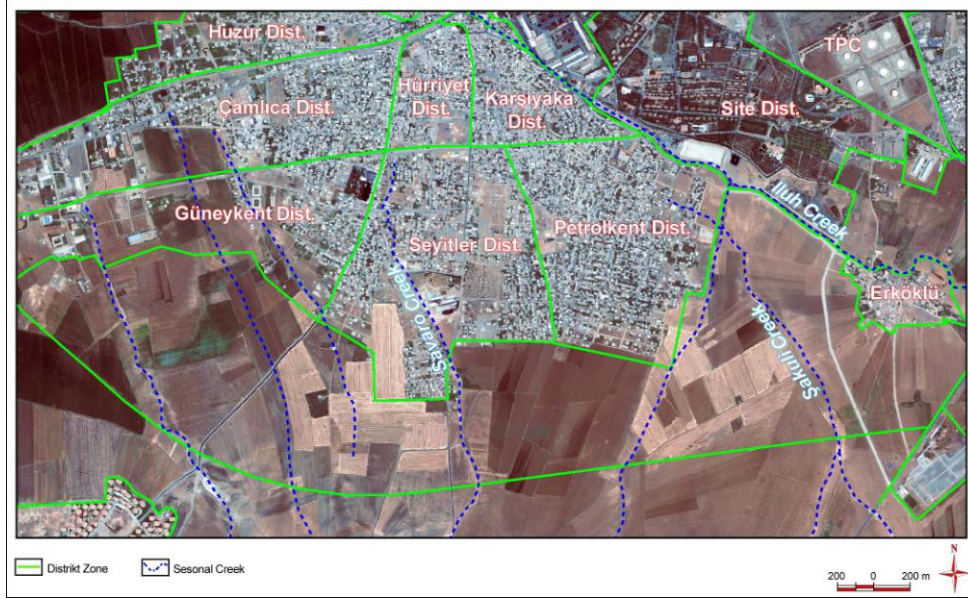 Huzur Dist.
TPC
Çamlıca Dist.
Hürriyet
Dist.
Karşıyaka
Dist.
Site Dist.
Iluh Creek
Güneykent Dist.
Seyitler Dist.
Petrolkent Dist.
Erköklü
Savaro Creek
Şakuli Creek
Distrikt Zone
Sesonal Creek
N
200 0 200 m